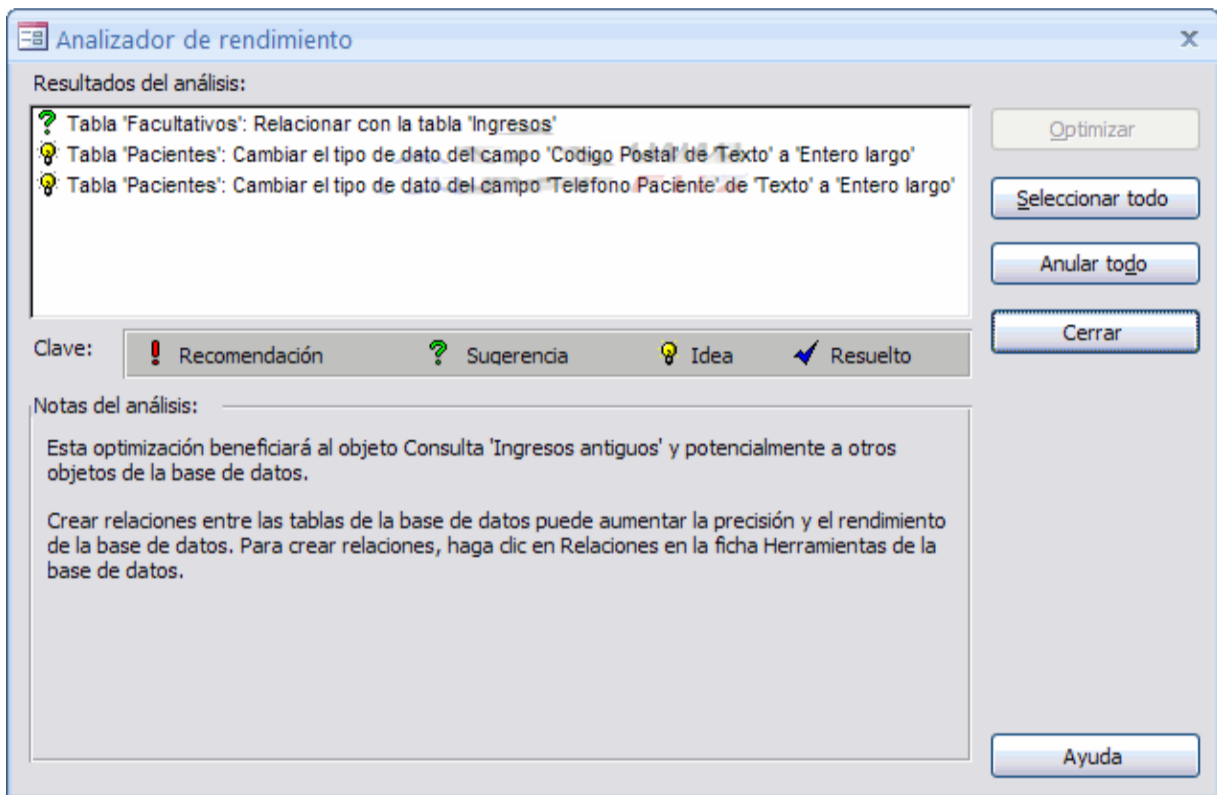 Analizador de rendimiento
Resultados del análisis:
Tabla 'Facultativos': Relacionar con la tabla 'Ingresos'
Tabla 'Pacientes': Cambiar el tipo de dato del campo 'Codigo Postal' de 'Texto' a 'Entero largo'
Tabla 'Pacientes': Cambiar el tipo de dato del campo 'Telefono Paciente' de 'Texto' a 'Entero largo'
Optimizar
Seleccionar todo
Anular todo
Cerrar
Clave:
Recomendación Sugerencia Idea Resuelto
Notas del análisis:
Esta optimización beneficiará al objeto Consulta 'Ingresos antiguos' y potencialmente a otros
objetos de la base de datos.
Crear relaciones entre las tablas de la base de datos puede aumentar la precisión y el rendimiento
de la base de datos. Para crear relaciones, haga clic en Relaciones en la ficha Herramientas de la
base de datos.
Ayuda